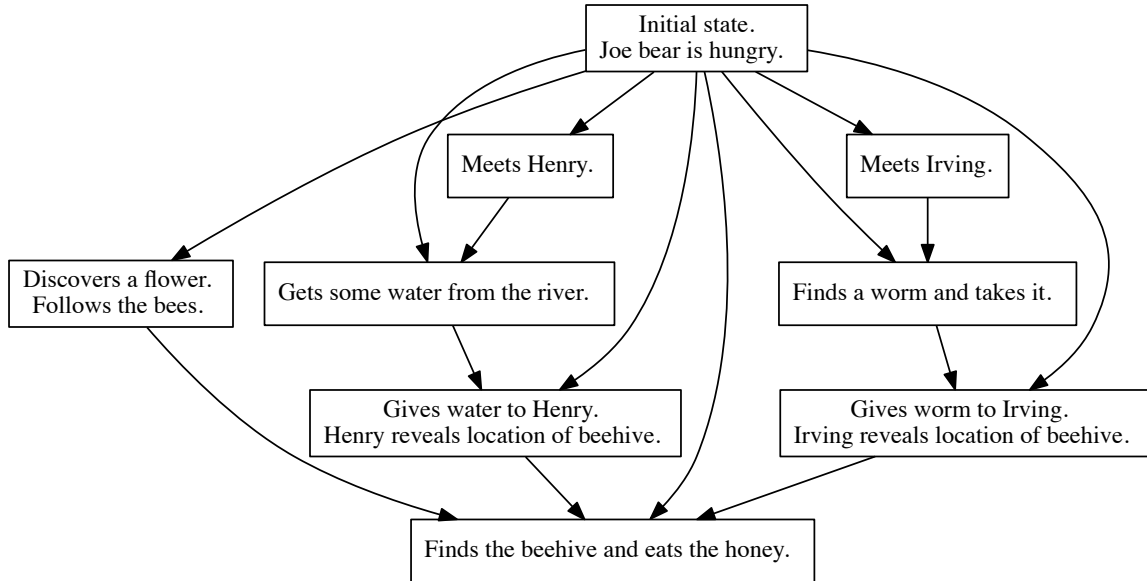 Initial state.
Joe bear is hungry.
Meets Henry.
Meets Irving.
Discovers a flower.
Follows the bees.
Gets some water from the river.
Finds a worm and takes it.
Gives water to Henry.
Henry reveals location of beehive.
Gives worm to Irving.
Irving reveals location of beehive.
Finds the beehive and eats the honey.